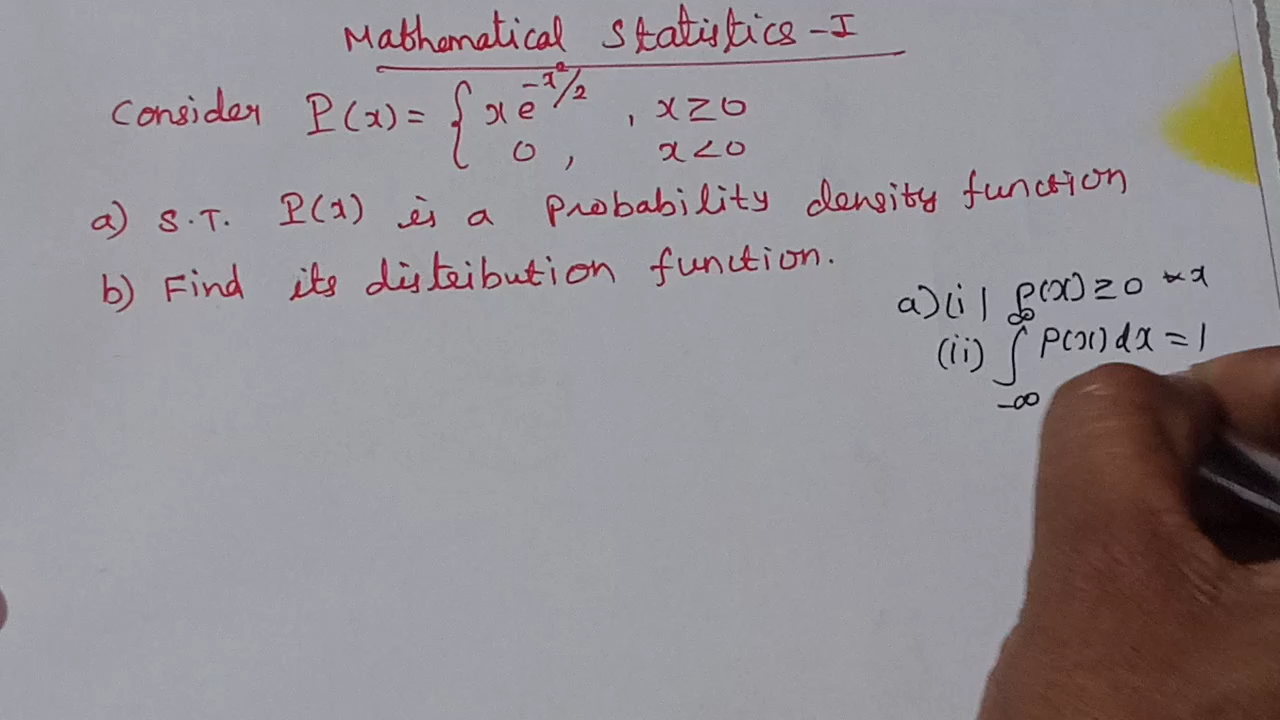 Mathematical Statistics-I
Consider P(x) = { x e^{-x²/2} , x ≥ 0
0 , x < 0
a) S.T. P(x) is a Probability density function
b) Find its distribution function.
a) (i) P(x) ≥ 0 ∀ x
(ii) ∫_{-∞}^{∞} P(x) dx = 1